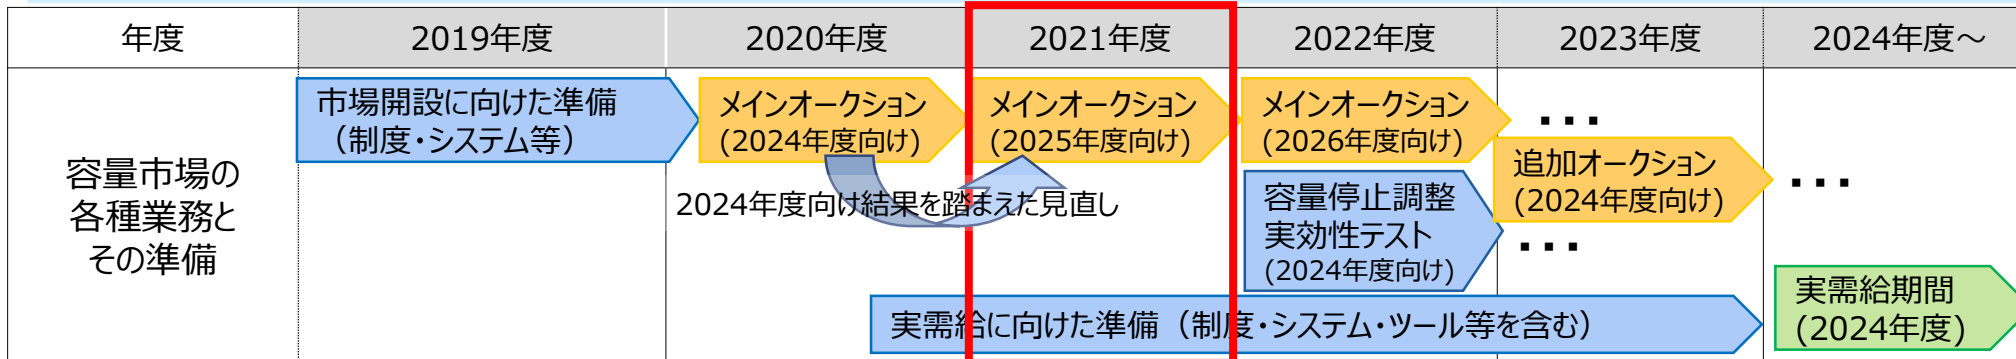 年度
2019年度
2020年度
2021年度
2022年度
2023年度
2024年度～
容量市場の
各種業務と
その準備
市場開設に向けた準備
（制度・システム等）
メインオークション
(2024年度向け)
メインオークション
(2025年度向け)
メインオークション
(2026年度向け)
・・・
追加オークション
(2024年度向け)
・・・
2024年度向け結果を踏まえた見直し
容量停止調整
実効性テスト
(2024年度向け)
・・・
実需給に向けた準備（制度・システム・ツール等を含む）
実需給期間
(2024年度)